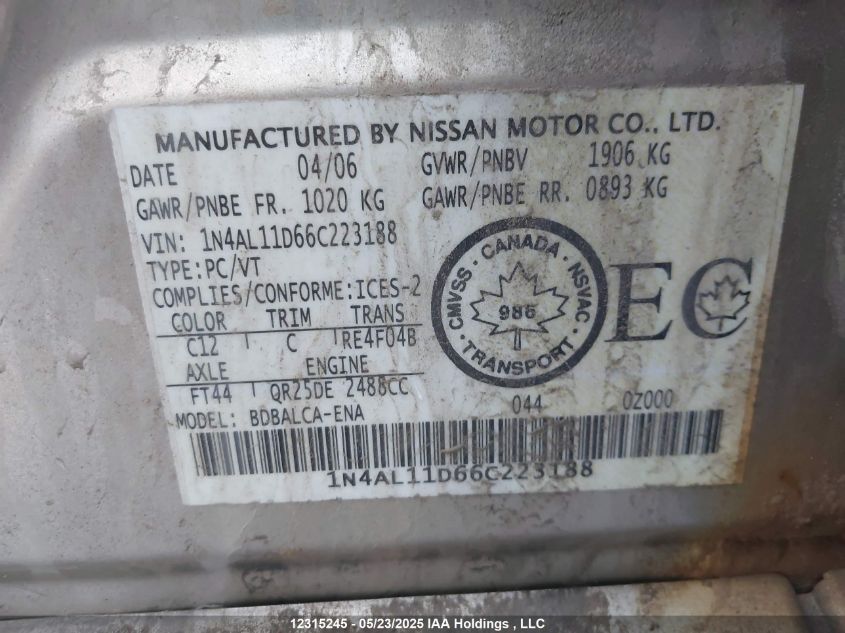 MANUFACTURED BY NISSAN MOTOR CO., LTD.
DATE 04/06 GVWR/PNBV 1906 KG
GAWR/PNBE FR. 1020 KG GAWR/PNBE RR. 0893 KG
VIN: 1N4AL11D66C223188
TYPE:PC/VT
COMPLIES/CONFORME:ICES-2
COLOR TRIM TRANS
C12 C RE4F04B
AXLE ENGINE
FT44 QR25DE 2488CC
MODEL: BDBALCA-ENA
CMVSS · CANADA · NSVAC · TRANSPORT ·
986
EC
044 0Z000
1N4AL11D66C223188
12315245 - 05/23/2025 IAA Holdings , LLC